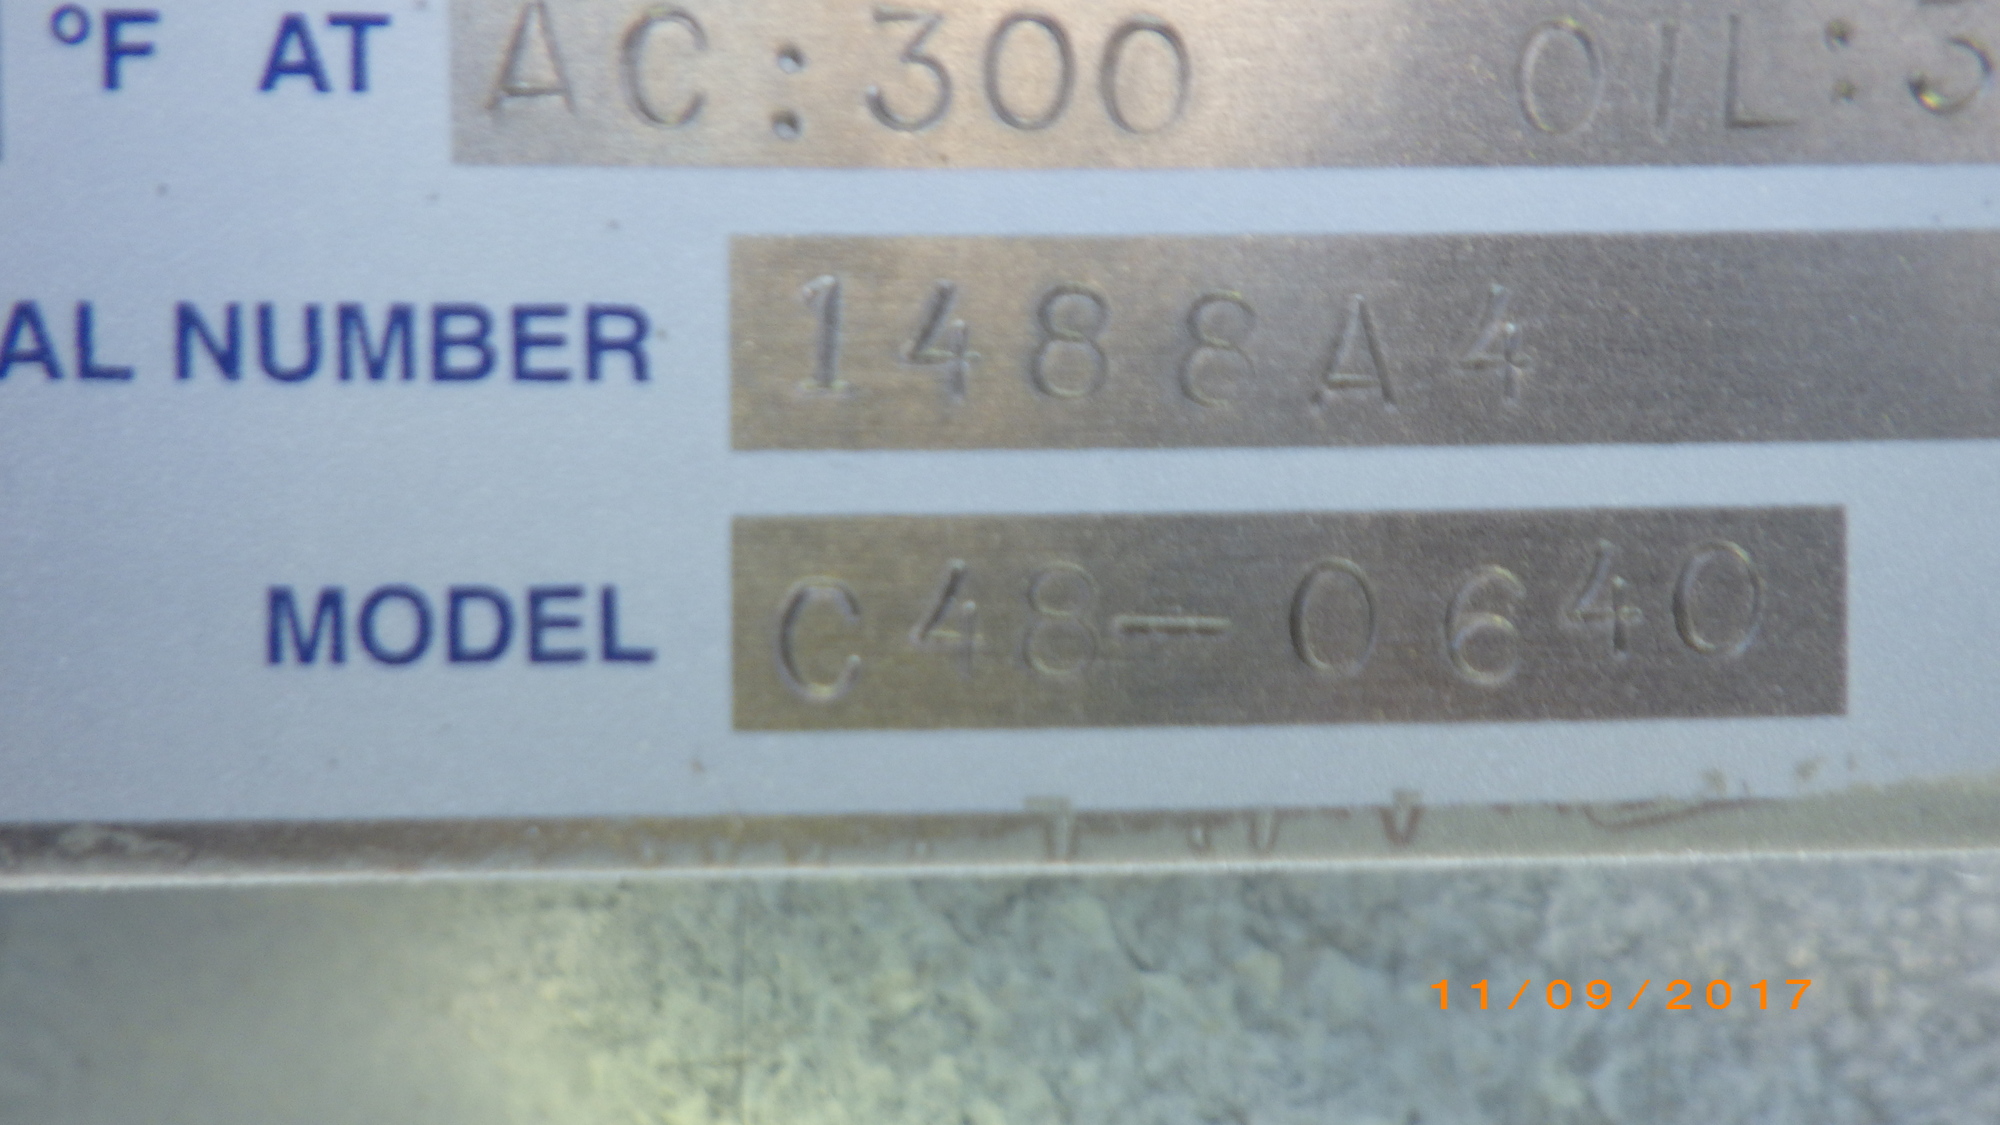 °F AT AC:300 OIL:
AL NUMBER 1488A4
MODEL C48-0640
11/09/2017